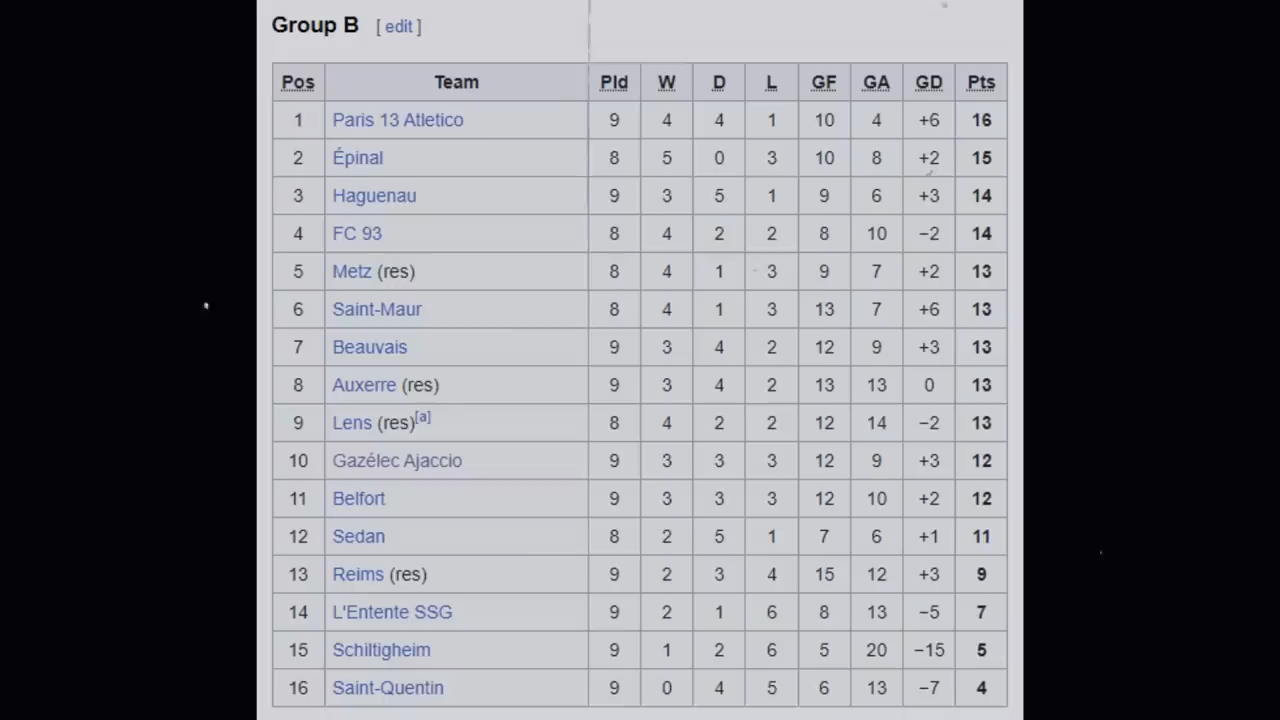 Group B [ edit ]
Pos Team Pld W D L GF GA GD Pts
1 Paris 13 Atletico 9 4 4 1 10 4 +6 16
2 Épinal 8 5 0 3 10 8 +2 15
3 Haguenau 9 3 5 1 9 6 +3 14
4 FC 93 8 4 2 2 8 10 −2 14
5 Metz (res) 8 4 1 3 9 7 +2 13
6 Saint-Maur 8 4 1 3 13 7 +6 13
7 Beauvais 9 3 4 2 12 9 +3 13
8 Auxerre (res) 9 3 4 2 13 13 0 13
9 Lens (res)[a] 8 4 2 2 12 14 −2 13
10 Gazélec Ajaccio 9 3 3 3 12 9 +3 12
11 Belfort 9 3 3 3 12 10 +2 12
12 Sedan 8 2 5 1 7 6 +1 11
13 Reims (res) 9 2 3 4 15 12 +3 9
14 L'Entente SSG 9 2 1 6 8 13 −5 7
15 Schiltigheim 9 1 2 6 5 20 −15 5
16 Saint-Quentin 9 0 4 5 6 13 −7 4